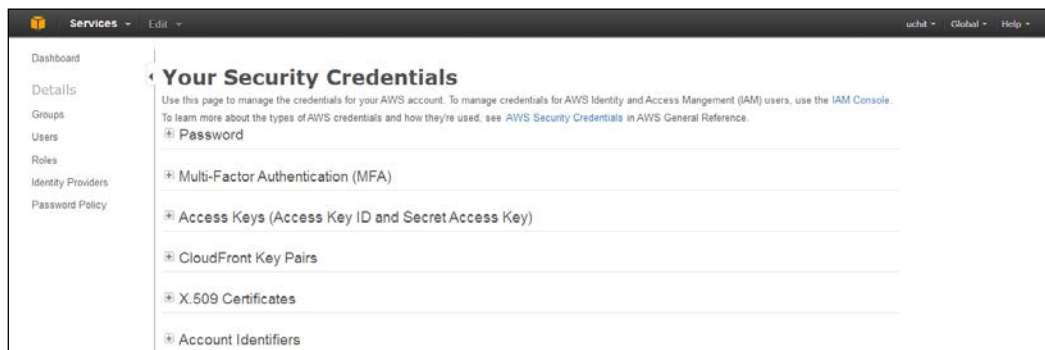 Services Edit uchit Global Help
Dashboard
Details
Groups
Users
Roles
Identity Providers
Password Policy
Your Security Credentials
Use this page to manage the credentials for your AWS account. To manage credentials for AWS Identity and Access Mangement (IAM) users, use the IAM Console.
To learn more about the types of AWS credentials and how they're used, see AWS Security Credentials in AWS General Reference.
Password
Multi-Factor Authentication (MFA)
Access Keys (Access Key ID and Secret Access Key)
CloudFront Key Pairs
X.509 Certificates
Account Identifiers